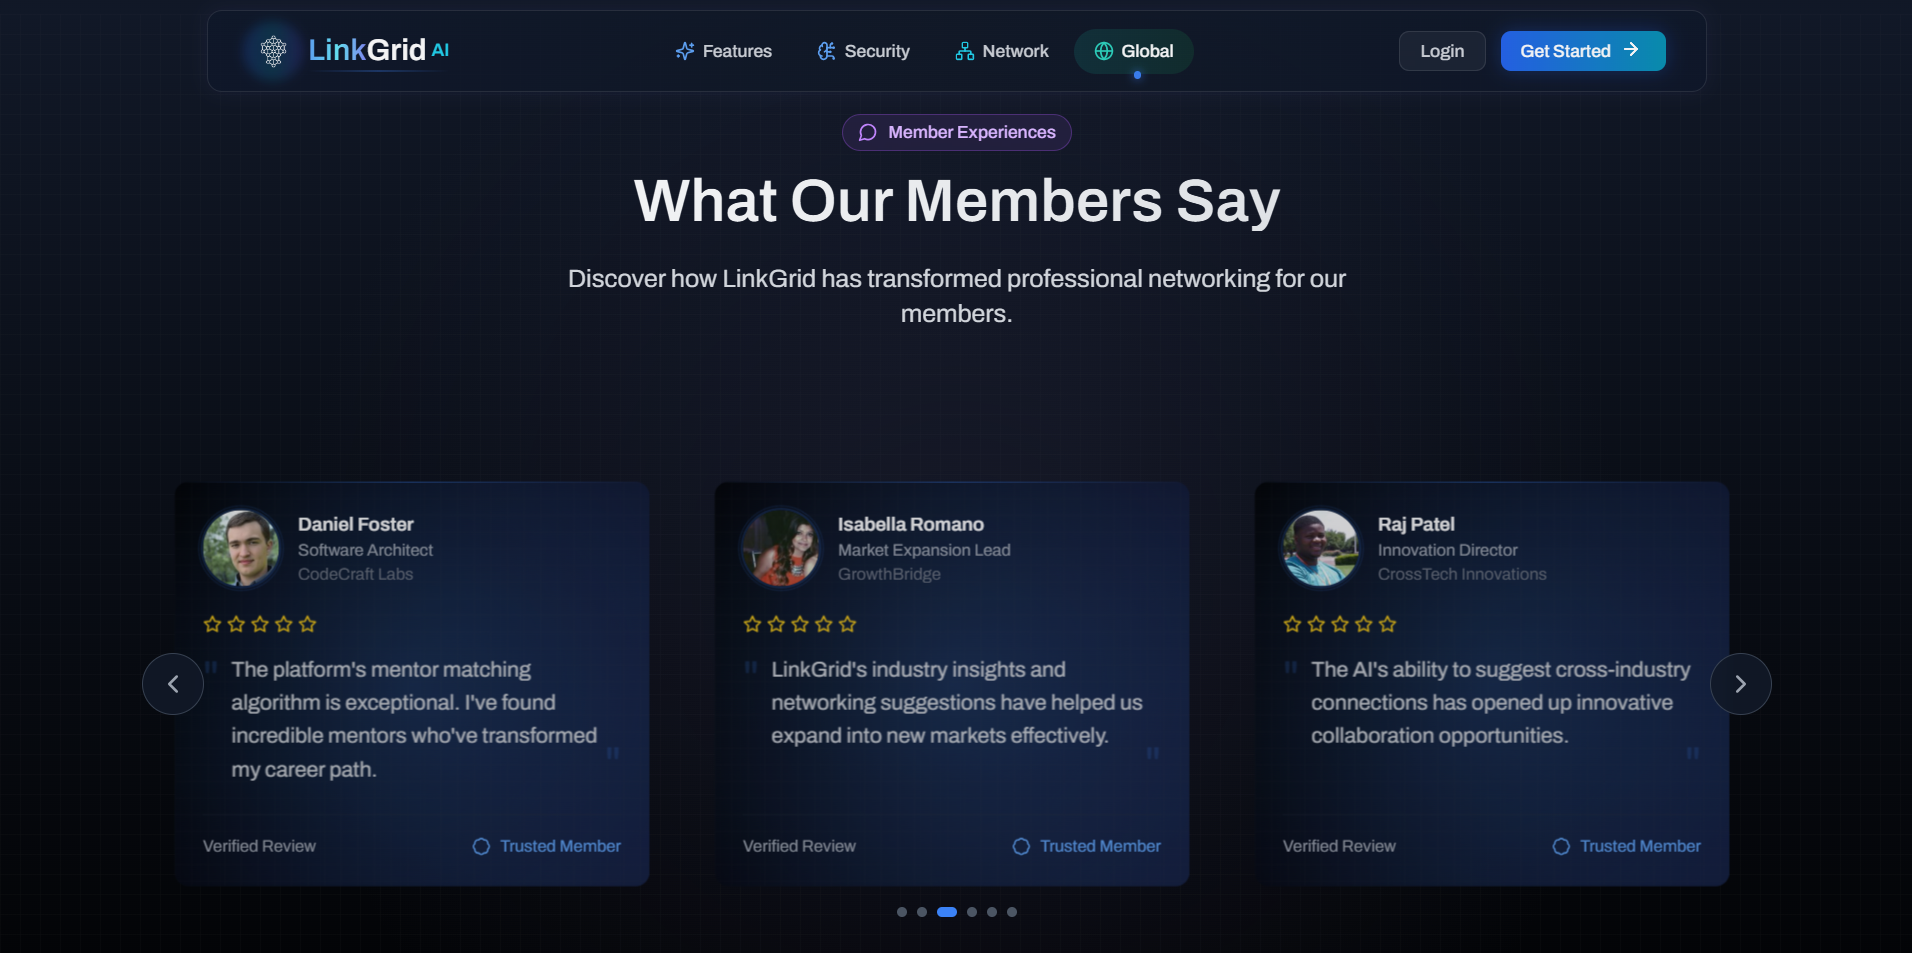 LinkGrid AI
Features
Security
Network
Global
Login
Get Started
Member Experiences
What Our Members Say
Discover how LinkGrid has transformed professional networking for our
members.
Daniel Foster
Software Architect
CodeCraft Labs
" The platform's mentor matching
algorithm is exceptional. I've found
incredible mentors who've transformed
my career path. "
Verified Review
Trusted Member
Isabella Romano
Market Expansion Lead
GrowthBridge
" LinkGrid's industry insights and
networking suggestions have helped us
expand into new markets effectively. "
Verified Review
Trusted Member
Raj Patel
Innovation Director
CrossTech Innovations
" The AI's ability to suggest cross-industry
connections has opened up innovative
collaboration opportunities. "
Verified Review
Trusted Member